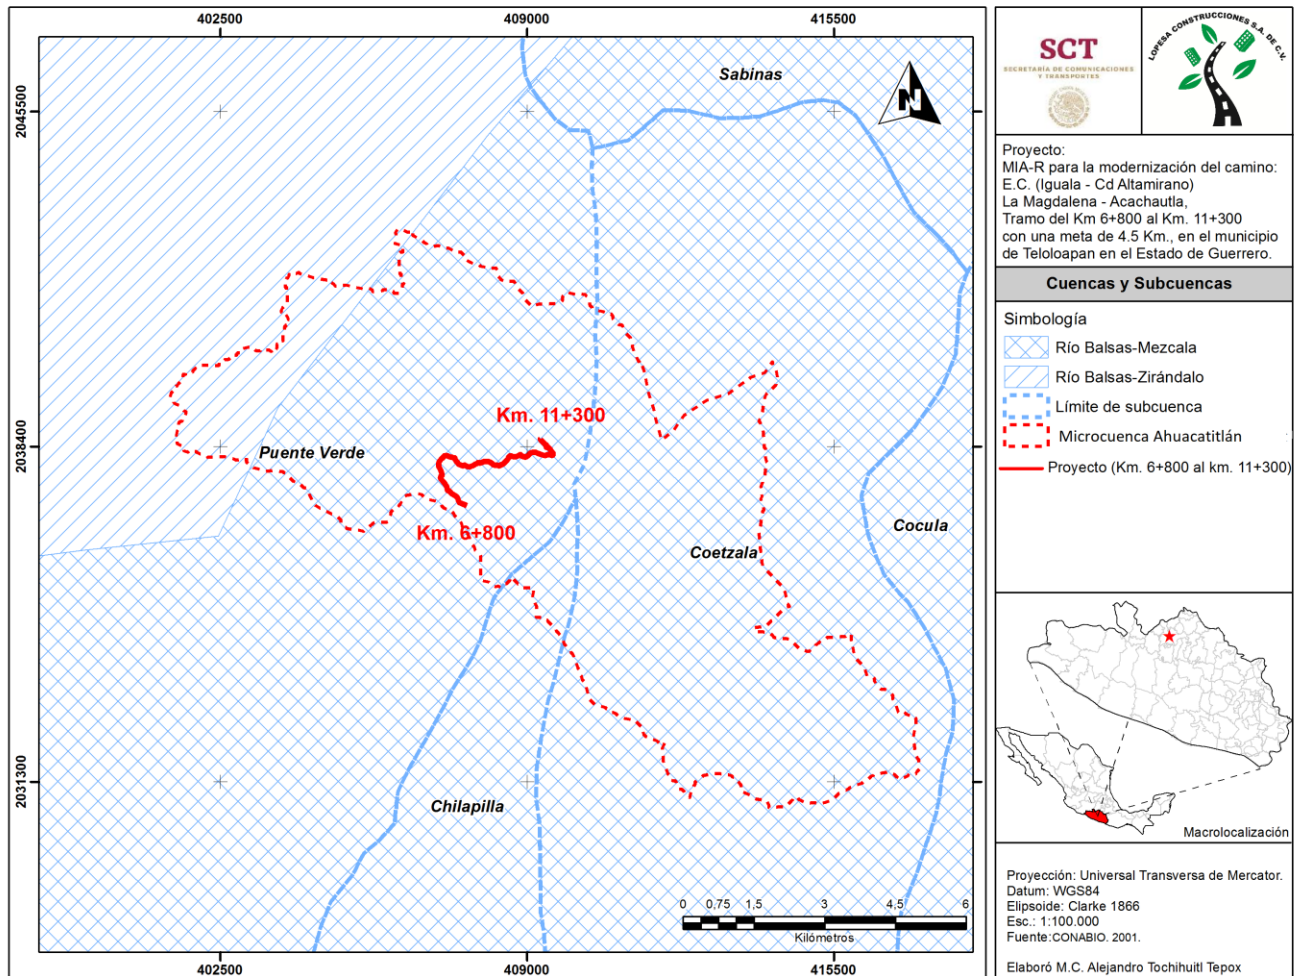 402500
409000
415500
2045500
2038400
2031300
Sabinas
N
Km. 11+300
Puente Verde
Km. 6+800
Coetzala
Cocula
Chilapilla
0 0,75 1,5 3 4,5 6
Kilómetros
402500
409000
415500
SCT
SECRETARÍA DE COMUNICACIONES
Y TRANSPORTES
LOPESA CONSTRUCCIONES S.A. DE C.V.
Proyecto:
MIA-R para la modernización del camino:
E.C. (Iguala - Cd Altamirano)
La Magdalena - Acachautla,
Tramo del Km 6+800 al Km. 11+300
con una meta de 4.5 Km., en el municipio
de Teloloapan en el Estado de Guerrero.
Cuencas y Subcuencas
Simbología
Río Balsas-Mezcala
Río Balsas-Zirándalo
Límite de subcuenca
Microcuenca Ahuacatitlán
Proyecto (Km. 6+800 al km. 11+300)
Macrolocalización
Proyección: Universal Transversa de Mercator.
Datum: WGS84
Elipsoide: Clarke 1866
Esc.: 1:100.000
Fuente:CONABIO. 2001.
Elaboró M.C. Alejandro Tochihuitl Tepox